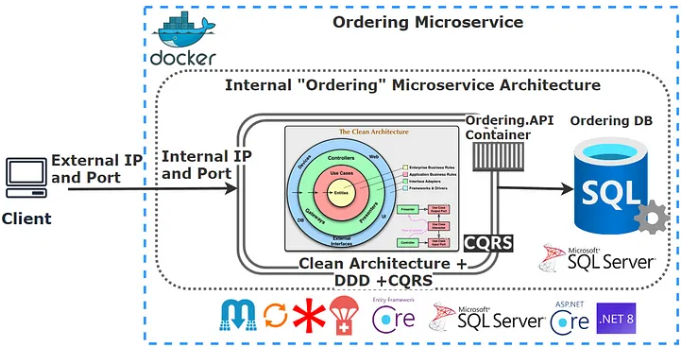 Ordering Microservice
docker
Internal "Ordering" Microservice Architecture
Ordering.API
Container
Ordering DB
External IP
and Port
Internal IP
and Port
Client
The Clean Architecture
Devices
Web
Controllers
Use Cases
Entities
Gateways
Presenters
DB
UI
External
Interfaces
Enterprise Business Rules
Application Business Rules
Interface Adapters
Frameworks & Drivers
Presenter
Use Case
Output Port
Use Case
Interactor
Controller
Use Case
Input Port
SQL
CQRS
Microsoft®
SQL Server®
Clean Architecture +
DDD +CQRS
Entity Framework
Core
Microsoft®
SQL Server®
ASP.NET
Core
.NET 8